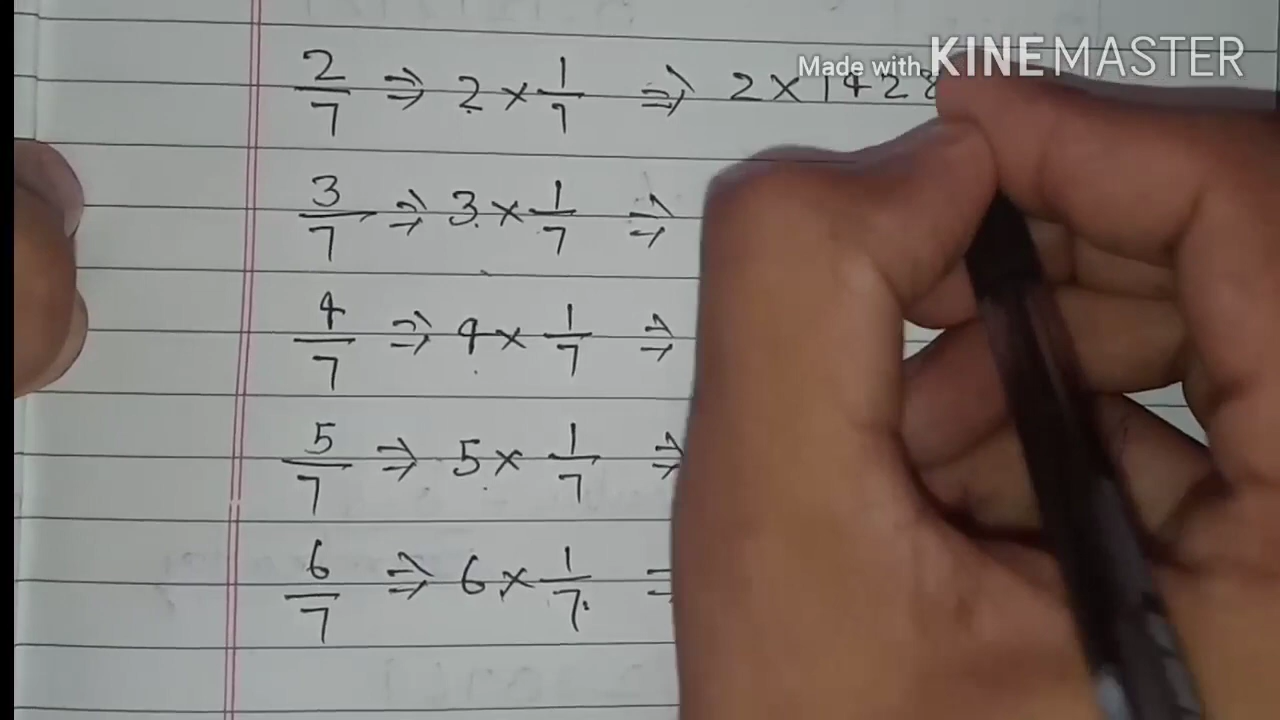 Made with KINEMASTER
2/7 ⇒ 2 × 1/7 ⇒ 2 × 1428
3/7 ⇒ 3 × 1/7 ⇒
4/7 ⇒ 4 × 1/7 ⇒
5/7 ⇒ 5 × 1/7 ⇒
6/7 ⇒ 6 × 1/7 ⇒